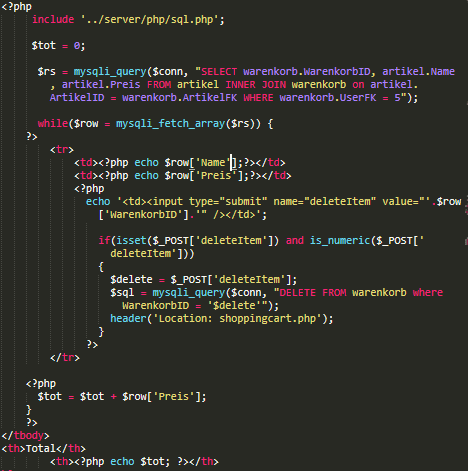 <?php
include '../server/php/sql.php';
$tot = 0;
$rs = mysqli_query($conn, "SELECT warenkorb.WarenkorbID, artikel.Name
, artikel.Preis FROM artikel INNER JOIN warenkorb on artikel.
ArtikelID = warenkorb.ArtikelFK WHERE warenkorb.UserFK = 5");
while($row = mysqli_fetch_array($rs)) {
?>
<tr>
<td><?php echo $row['Name'];?></td>
<td><?php echo $row['Preis'];?></td>
<?php
echo '<td><input type="submit" name="deleteItem" value="'.$row
['WarenkorbID'].'" /></td>';
if(isset($_POST['deleteItem']) and is_numeric($_POST['
deleteItem']))
{
$delete = $_POST['deleteItem'];
$sql = mysqli_query($conn, "DELETE FROM warenkorb where
WarenkorbID = '$delete'");
header('Location: shoppingcart.php');
}
?>
</tr>
<?php
$tot = $tot + $row['Preis'];
}
?>
</tbody>
<th>Total</th>
<th><?php echo $tot; ?></th>